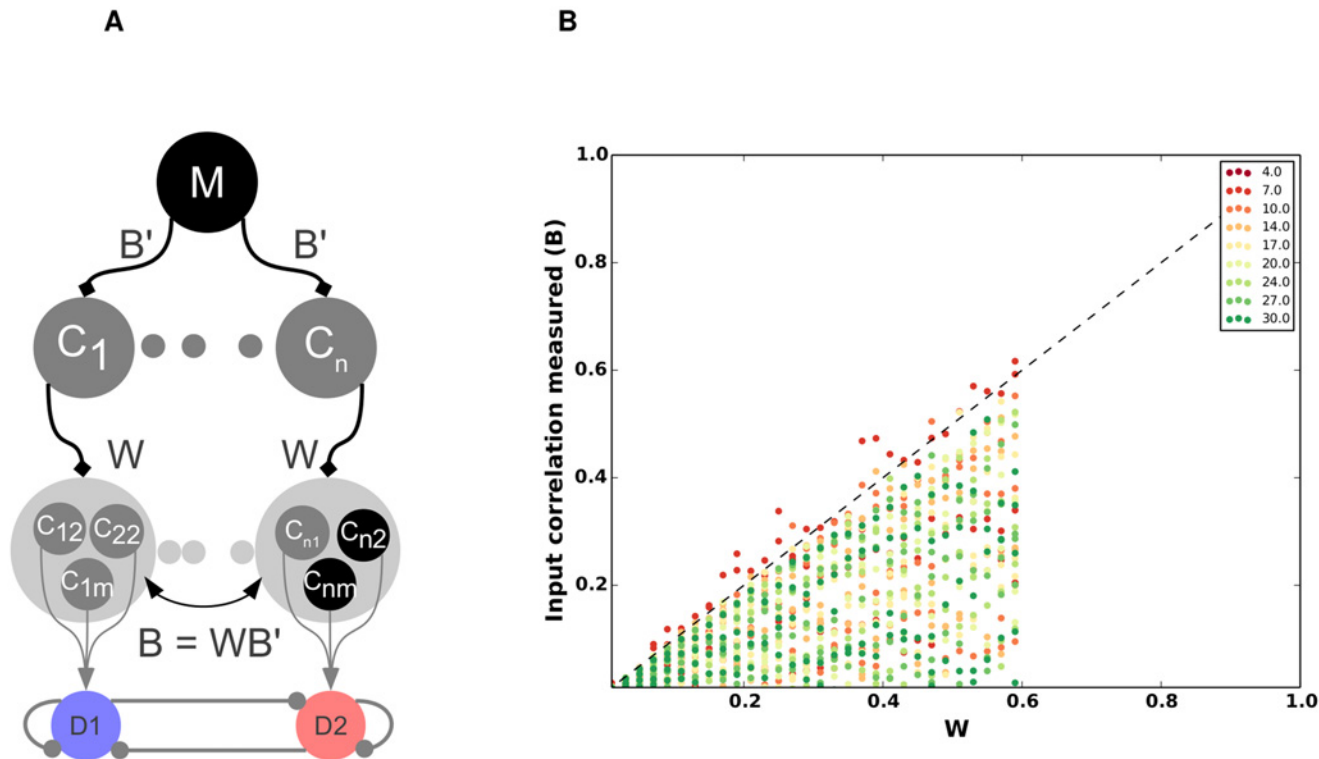 A
B
M
B'
B'
C1
Cn
W
W
C12
C22
C1m
Cn1
Cn2
Cnm
B = WB'
D1
D2
Input correlation measured (B)
1.0
0.8
0.6
0.4
0.2
0.2
0.4
0.6
0.8
1.0
W
4.0
7.0
10.0
14.0
17.0
20.0
24.0
27.0
30.0